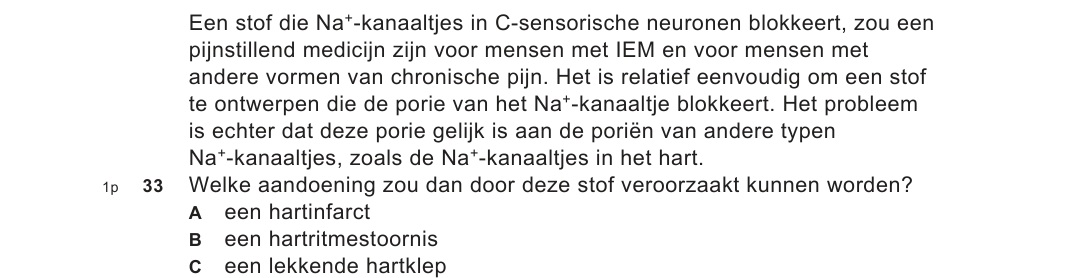 Een stof die Na⁺-kanaaltjes in C-sensorische neuronen blokkeert, zou een
pijnstillend medicijn zijn voor mensen met IEM en voor mensen met
andere vormen van chronische pijn. Het is relatief eenvoudig om een stof
te ontwerpen die de porie van het Na⁺-kanaaltje blokkeert. Het probleem
is echter dat deze porie gelijk is aan de poriën van andere typen
Na⁺-kanaaltjes, zoals de Na⁺-kanaaltjes in het hart.
1p 33 Welke aandoening zou dan door deze stof veroorzaakt kunnen worden?
A een hartinfarct
B een hartritmestoornis
C een lekkende hartklep